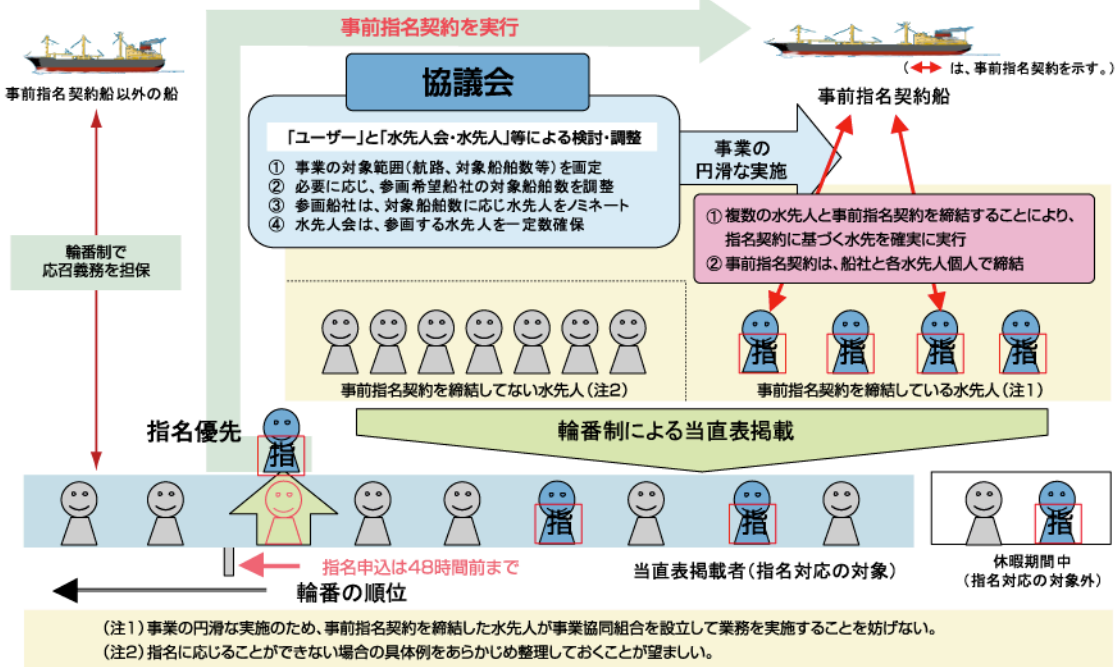 事前指名契約を実行
事前指名契約船以外の船
(⟷は、事前指名契約を示す。)
事前指名契約船
協議会
「ユーザー」と「水先人会・水先人」等による検討・調整
① 事業の対象範囲(航路、対象船舶数等)を画定
② 必要に応じ、参画希望船社の対象船舶数を調整
③ 参画船社は、対象船舶数に応じ水先人をノミネート
④ 水先人会は、参画する水先人を一定数確保
事業の
円滑な実施
① 複数の水先人と事前指名契約を締結することにより、
指名契約に基づく水先を確実に実行
② 事前指名契約は、船社と各水先人個人で締結
輪番制で
応召義務を担保
指
指
指
指
事前指名契約を締結してない水先人(注2)
事前指名契約を締結している水先人(注1)
指名優先
指
輪番制による当直表掲載
指
指
指
指名申込は48時間前まで
輪番の順位
当直表掲載者(指名対応の対象)
休暇期間中
(指名対応の対象外)
(注1)事業の円滑な実施のため、事前指名契約を締結した水先人が事業協同組合を設立して業務を実施することを妨げない。
(注2)指名に応じることができない場合の具体例をあらかじめ整理しておくことが望ましい。